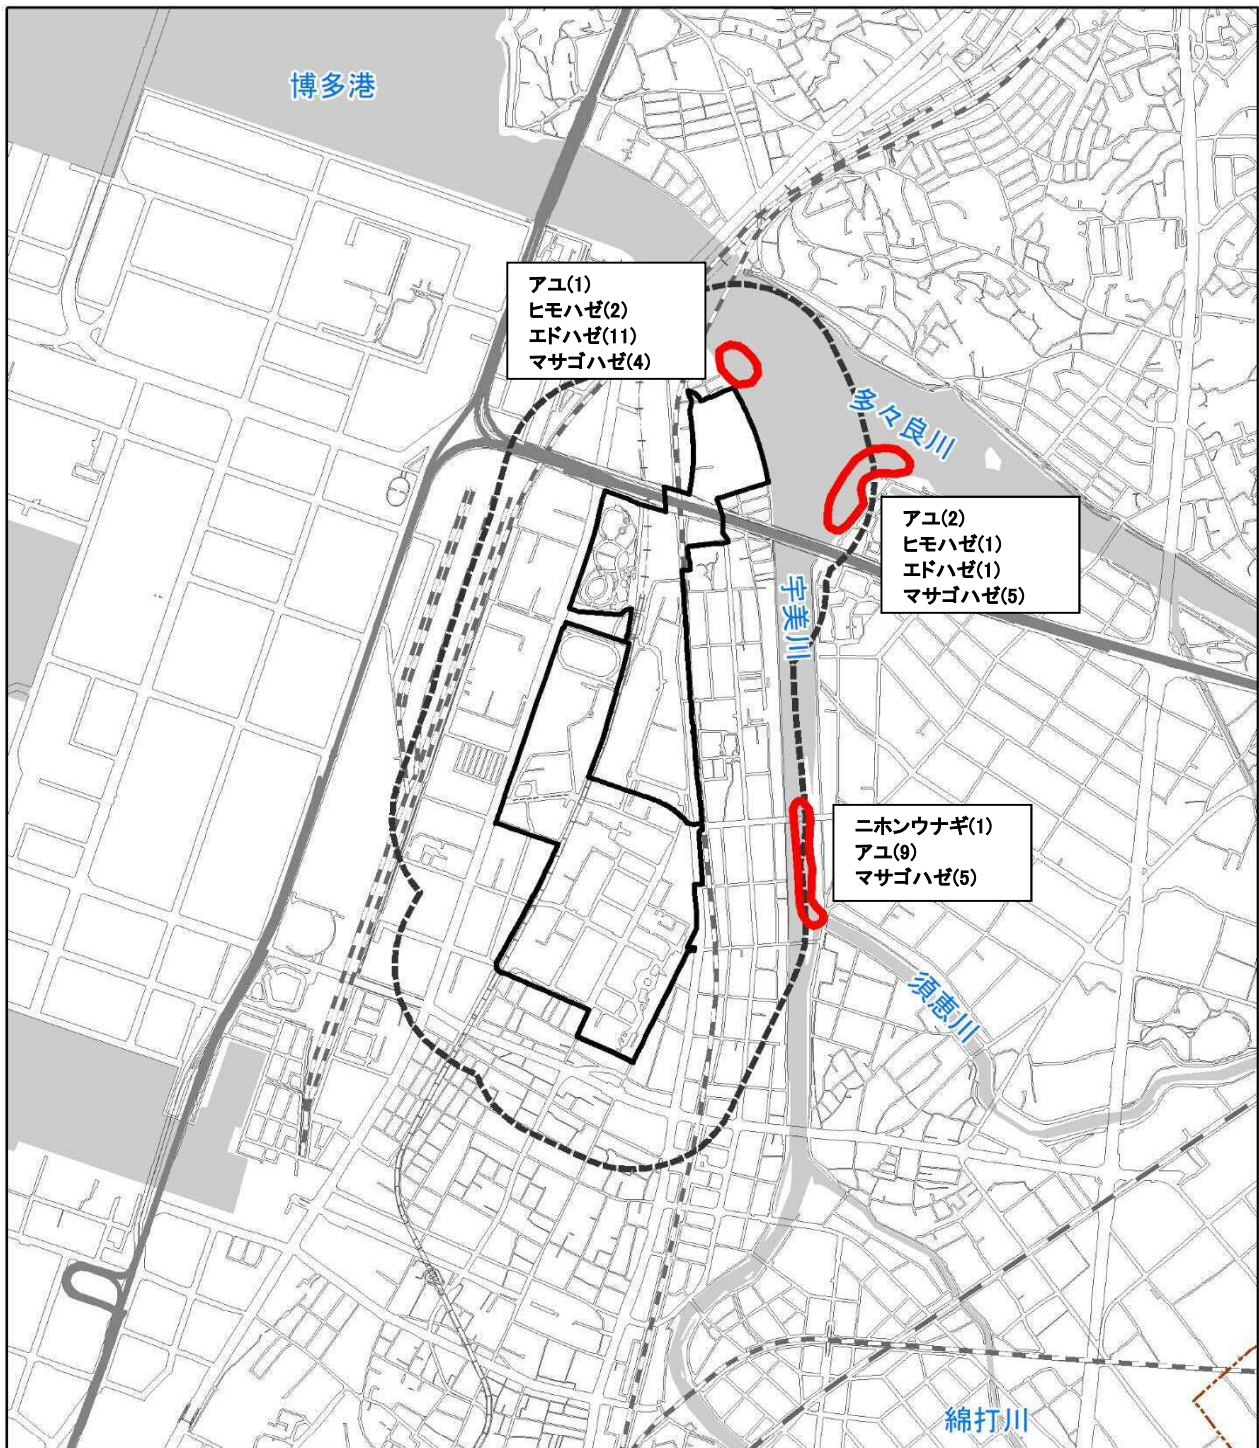 博多港
アユ(1)
ヒモハゼ(2)
エドハゼ(11)
マサゴハゼ(4)
多々良川
アユ(2)
ヒモハゼ(1)
エドハゼ(1)
マサゴハゼ(5)
宇美川
ニホンウナギ(1)
アユ(9)
マサゴハゼ(5)
須恵川
綿打川